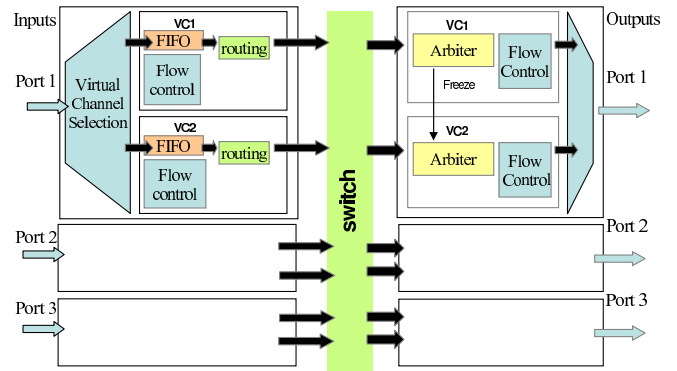 Inputs
Port 1
Virtual
Channel
Selection
VC1
FIFO
routing
Flow
control
VC2
FIFO
routing
Flow
control
Port 2
Port 3
switch
VC1
Arbiter
Flow
Control
Freeze
VC2
Arbiter
Flow
Control
Outputs
Port 1
Port 2
Port 3